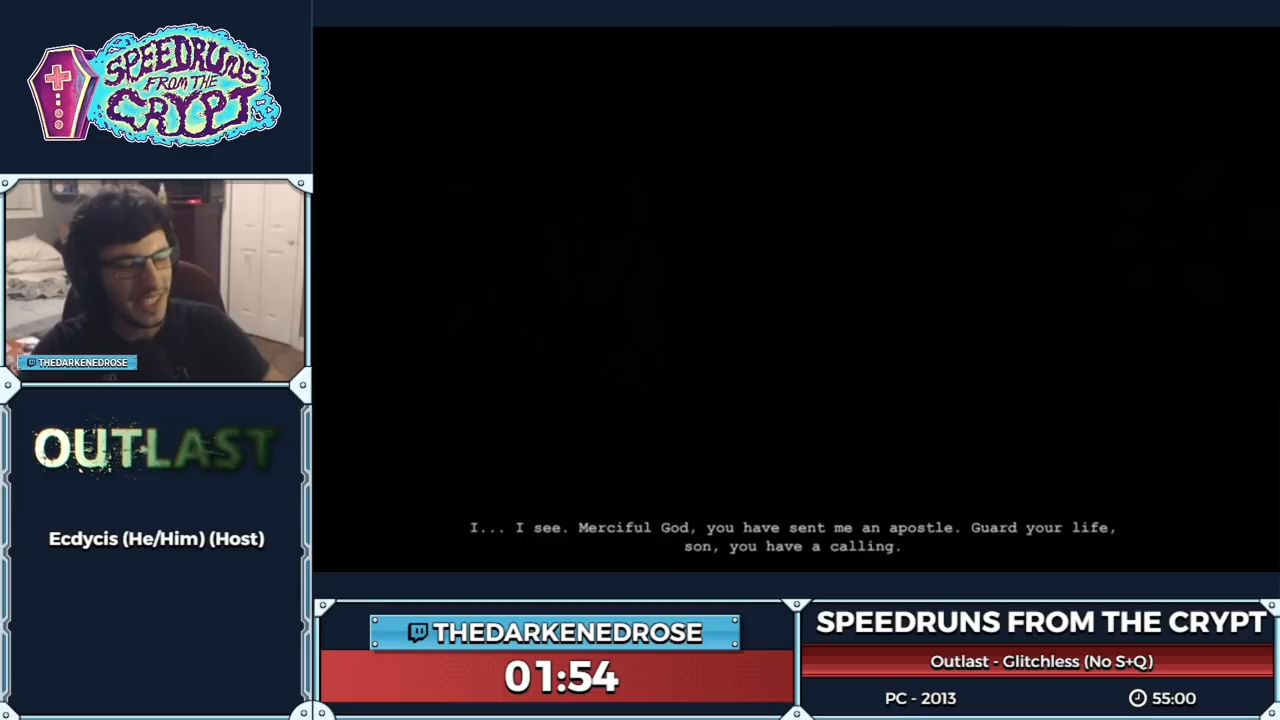 SPEEDRUNS
FROM THE
CRYPT
THEDARKENEDROSE
OUTLAST
Ecdycis (He/Him) (Host)
I... I see. Merciful God, you have sent me an apostle. Guard your life,
son, you have a calling.
THEDARKENEDROSE
01:54
SPEEDRUNS FROM THE CRYPT
Outlast - Glitchless (No S+Q)
PC - 2013
55:00